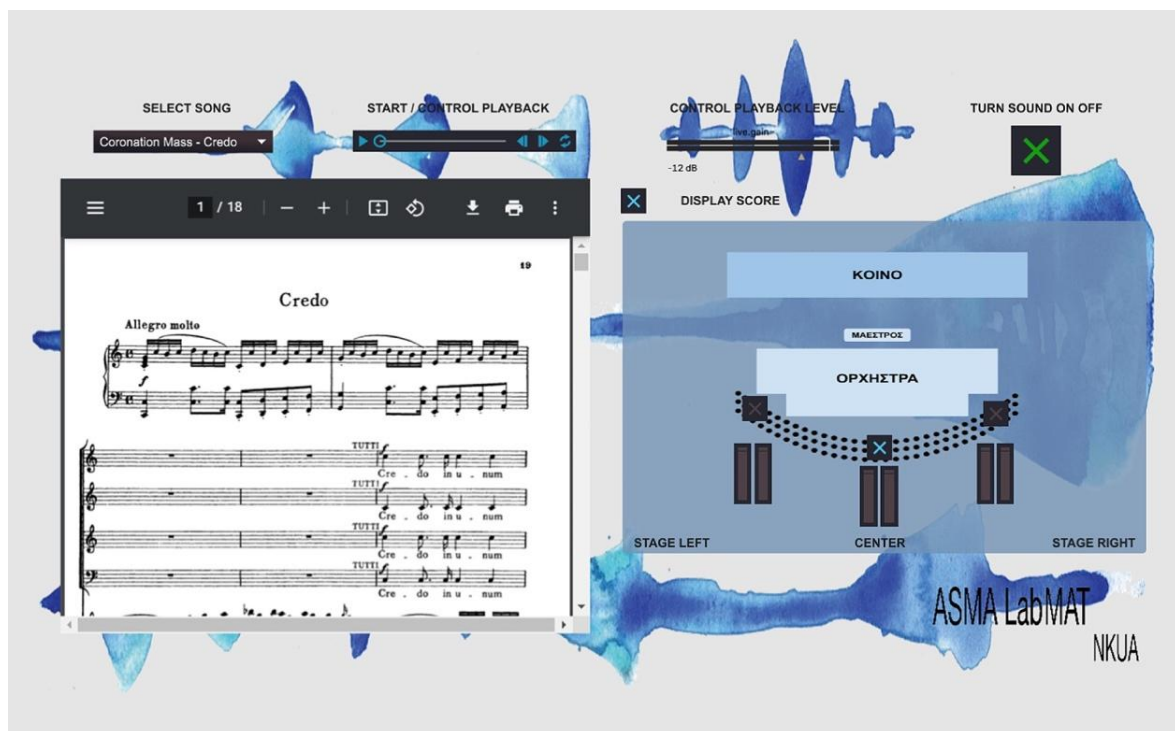 SELECT SONG
START / CONTROL PLAYBACK
CONTROL PLAYBACK LEVEL
TURN SOUND ON OFF
Coronation Mass - Credo
live.gain~
-12 dB
DISPLAY SCORE
1 / 18
19
Credo
Allegro molto
f
TUTTI f
Cre - do in u - num
TUTTI f
Cre - do in u - num
TUTTI f
Cre - do in u - num
TUTTI f
Cre - do in u - num
ΚΟΙΝΟ
ΜΑΕΣΤΡΟΣ
ΟΡΧΗΣΤΡΑ
STAGE LEFT
CENTER
STAGE RIGHT
ASMA LabMAT
NKUA